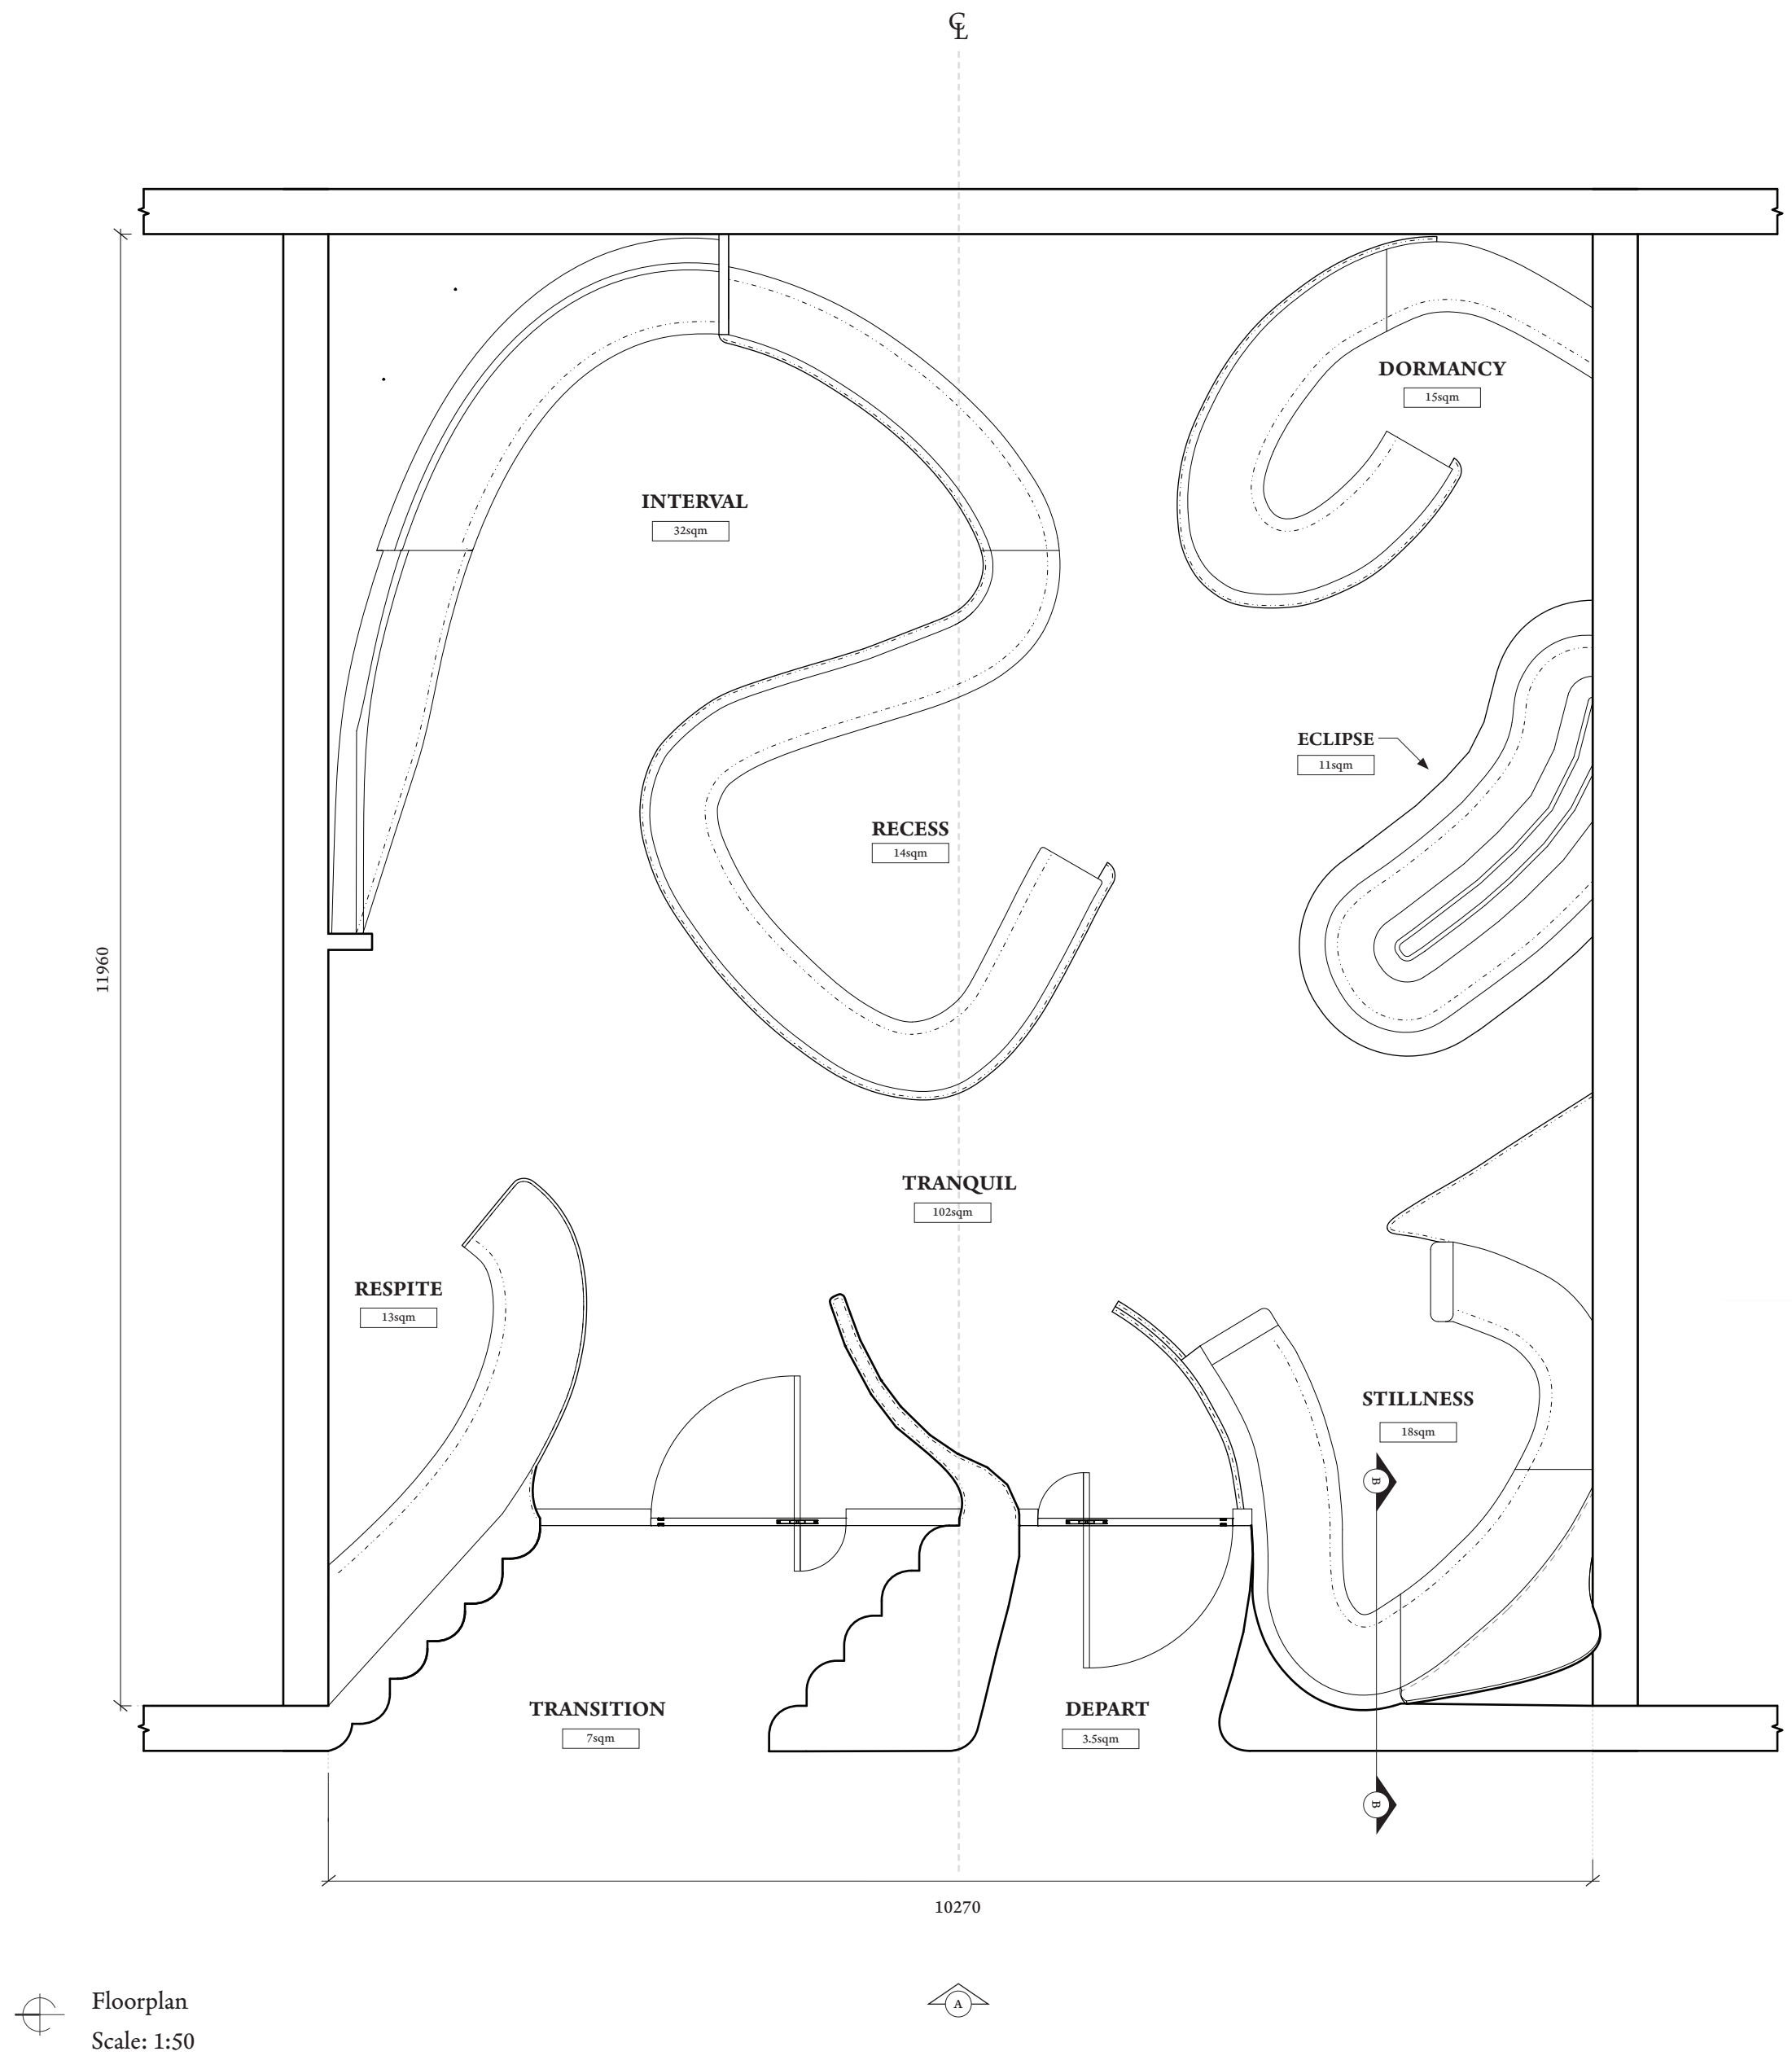 ℄
DORMANCY
15sqm
INTERVAL
32sqm
ECLIPSE
11sqm
RECESS
14sqm
11960
TRANQUIL
102sqm
RESPITE
13sqm
STILLNESS
18sqm
B
TRANSITION
7sqm
DEPART
3.5sqm
B
10270
Floorplan
A
Scale: 1:50